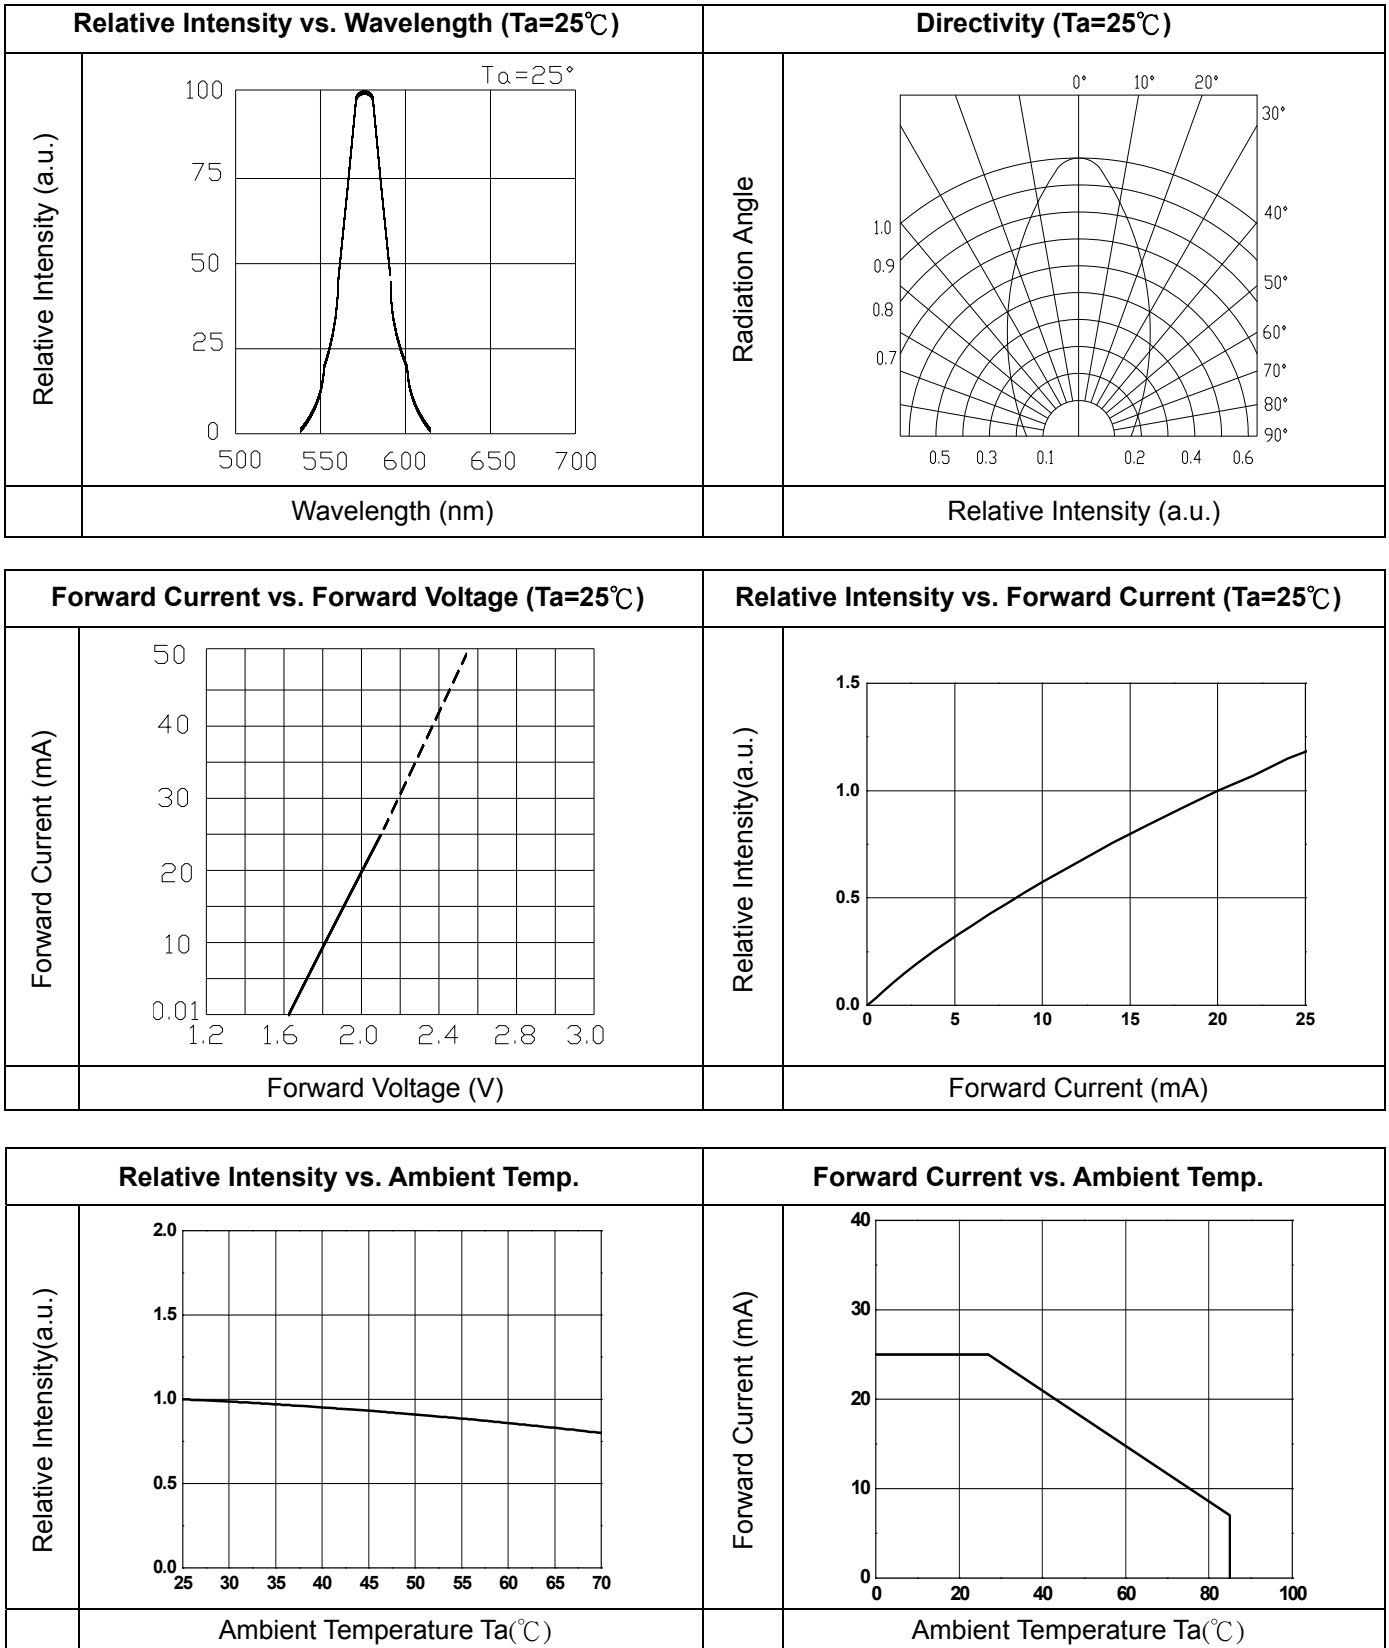 Relative Intensity vs. Wavelength (Ta=25℃)
Directivity (Ta=25℃)
Relative Intensity (a.u.)
Ta=25°
100
75
50
25
0
500 550 600 650 700
Wavelength (nm)
Radiation Angle
0° 10° 20°
30°
40°
50°
60°
70°
80°
90°
1.0
0.9
0.8
0.7
0.5 0.3 0.1 0.2 0.4 0.6
Relative Intensity (a.u.)
Forward Current vs. Forward Voltage (Ta=25℃)
Relative Intensity vs. Forward Current (Ta=25℃)
Forward Current (mA)
50
40
30
20
10
0.01
1.2 1.6 2.0 2.4 2.8 3.0
Forward Voltage (V)
Relative Intensity(a.u.)
1.5
1.0
0.5
0.0
0 5 10 15 20 25
Forward Current (mA)
Relative Intensity vs. Ambient Temp.
Forward Current vs. Ambient Temp.
Relative Intensity(a.u.)
2.0
1.5
1.0
0.5
0.0
25 30 35 40 45 50 55 60 65 70
Ambient Temperature Ta(℃)
Forward Current (mA)
40
30
20
10
0
0 20 40 60 80 100
Ambient Temperature Ta(℃)